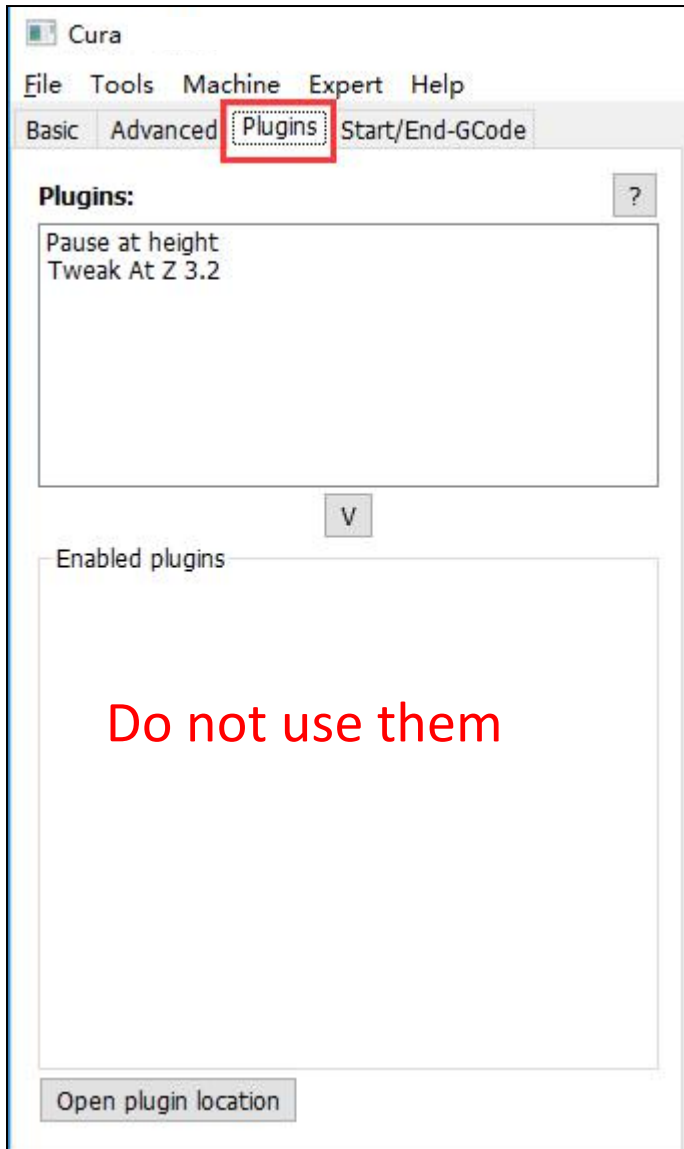 Cura
File Tools Machine Expert Help
Basic Advanced Plugins Start/End-GCode
Plugins: ?
Pause at height
Tweak At Z 3.2
V
Enabled plugins
Do not use them
Open plugin location